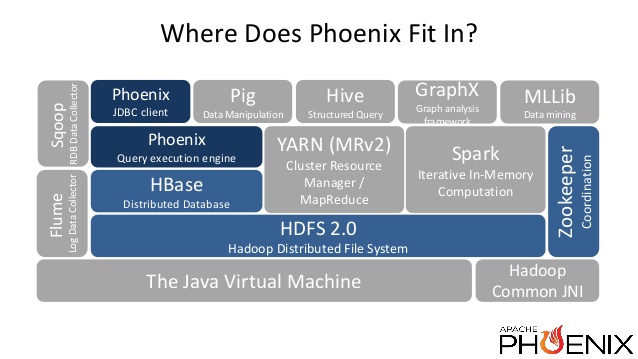 Where Does Phoenix Fit In?
Sqoop
RDB Data Collector
Phoenix
JDBC client
Pig
Data Manipulation
Hive
Structured Query
GraphX
Graph analysis
framework
MLLib
Data mining
Phoenix
Query execution engine
YARN (MRv2)
Cluster Resource
Manager /
MapReduce
Spark
Iterative In-Memory
Computation
Zookeeper
Coordination
Flume
Log Data Collector
HBase
Distributed Database
HDFS 2.0
Hadoop Distributed File System
The Java Virtual Machine
Hadoop
Common JNI
APACHE
PHOENIX